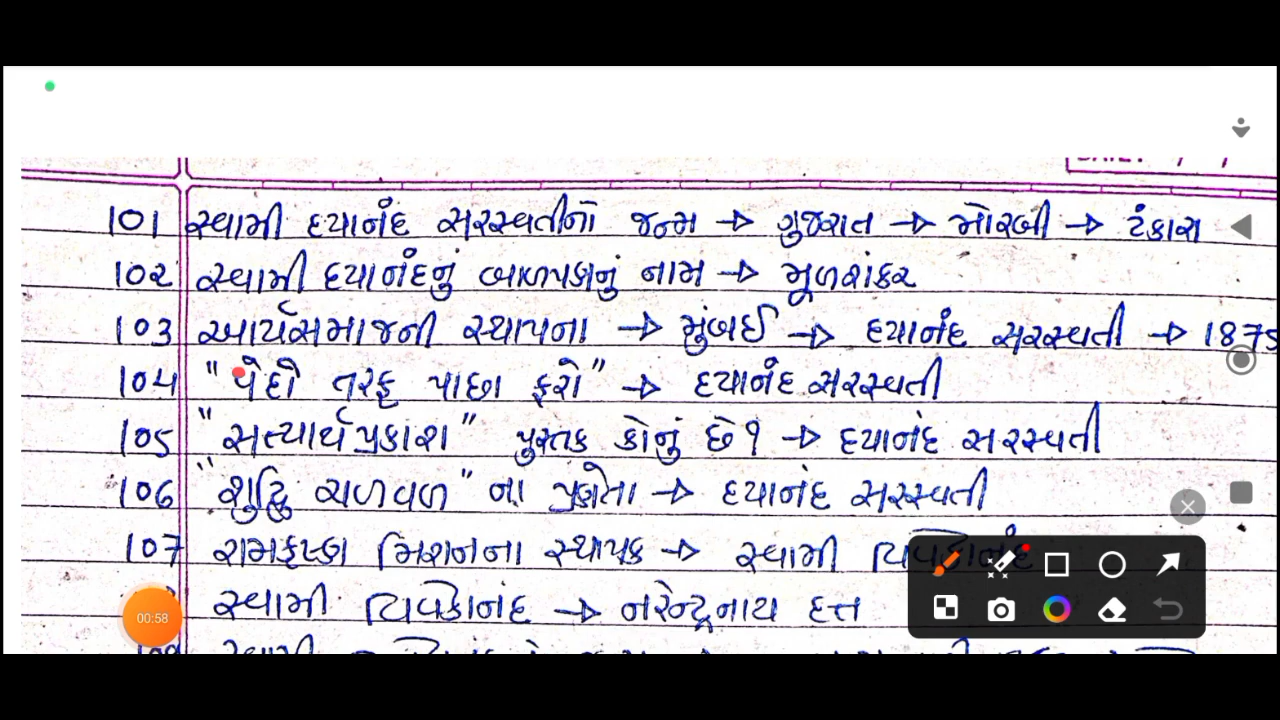 101 સ્વામી દયાનંદ સરસ્વતીનો જન્મ → ગુજરાત → મોરબી → ટંકારા
102 સ્વામી દયાનંદનું બાળપણનું નામ → મૂળશંકર
103 આર્યસમાજની સ્થાપના → મુંબઈ → દયાનંદ સરસ્વતી → 1875
104 "વેદો તરફ પાછા ફરો" → દયાનંદ સરસ્વતી
105 "સત્યાર્થપ્રકાશ" પુસ્તક કોનું છે? → દયાનંદ સરસ્વતી
106 "શુદ્ધિ ચળવળ" ના પ્રણેતા → દયાનંદ સરસ્વતી
107 રામકૃષ્ણ મિશનના સ્થાપક → સ્વામી વિવેકાનંદ
સ્વામી વિવેકાનંદ → નરેન્દ્રનાથ દત્ત
00:58